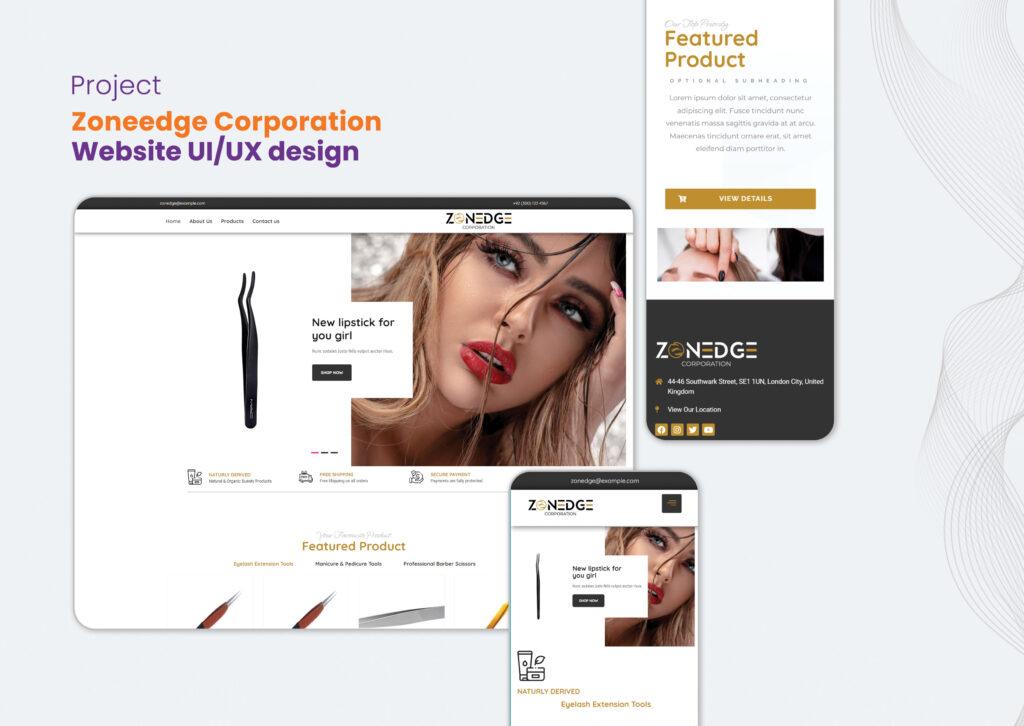 Project
Zoneedge Corporation
Website UI/UX design
zonedge@example.com
+92 (300) 123 4567
Home About Us Products Contact us
ZONEDGE
CORPORATION
New lipstick for
you girl
Nunc sodales justo felis vulput auctor risus.
SHOP NOW
NATURLY DERIVED
Natural & Organic Buieaty Products
FREE SHIPPING
Free Shipping on all orders
SECURE PAYMENT
Payments are fully protected.
Your Favourite Product
Featured Product
Eyelash Extension Tools Manicure & Pedicure Tools Professional Barber Scissors
zonedge@example.com
ZONEDGE
CORPORATION
New lipstick for
you girl
Nunc sodales justo felis vulput auctor risus.
SHOP NOW
NATURLY DERIVED
Eyelash Extension Tools
Featured
Product
OPTIONAL SUBHEADING
Lorem ipsum dolor sit amet, consectetur
adipiscing elit. Fusce tincidunt nunc
venenatis massa sagittis gravida at at arcu.
Maecenas tincidunt ornare erat, sit amet
eleifend diam porttitor in.
VIEW DETAILS
ZONEDGE
CORPORATION
44-46 Southwark Street, SE1 1UN, London City, United
Kingdom
View Our Location